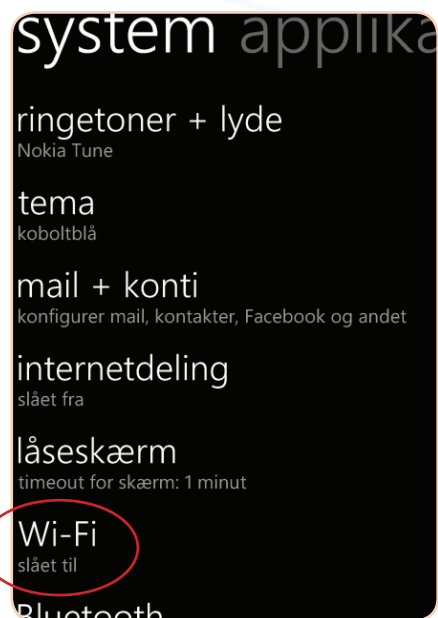 system applika
ringetoner + lyde
Nokia Tune
tema
koboltblå
mail + konti
konfigurer mail, kontakter, Facebook og andet
internetdeling
slået fra
låseskærm
timeout for skærm: 1 minut
Wi-Fi
slået til
Bluetooth